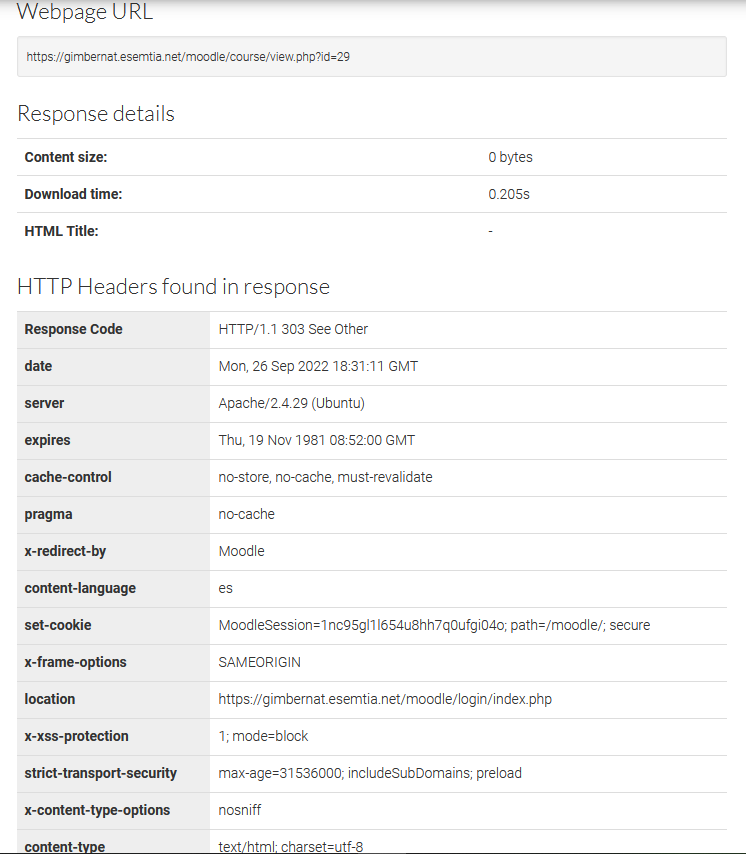 Webpage URL
https://gimbernat.esemtia.net/moodle/course/view.php?id=29
Response details
Content size: 0 bytes
Download time: 0.205s
HTML Title: -
HTTP Headers found in response
Response Code HTTP/1.1 303 See Other
date Mon, 26 Sep 2022 18:31:11 GMT
server Apache/2.4.29 (Ubuntu)
expires Thu, 19 Nov 1981 08:52:00 GMT
cache-control no-store, no-cache, must-revalidate
pragma no-cache
x-redirect-by Moodle
content-language es
set-cookie MoodleSession=1nc95gl1l654u8hh7q0ufgi04o; path=/moodle/; secure
x-frame-options SAMEORIGIN
location https://gimbernat.esemtia.net/moodle/login/index.php
x-xss-protection 1; mode=block
strict-transport-security max-age=31536000; includeSubDomains; preload
x-content-type-options nosniff
content-type text/html; charset=utf-8